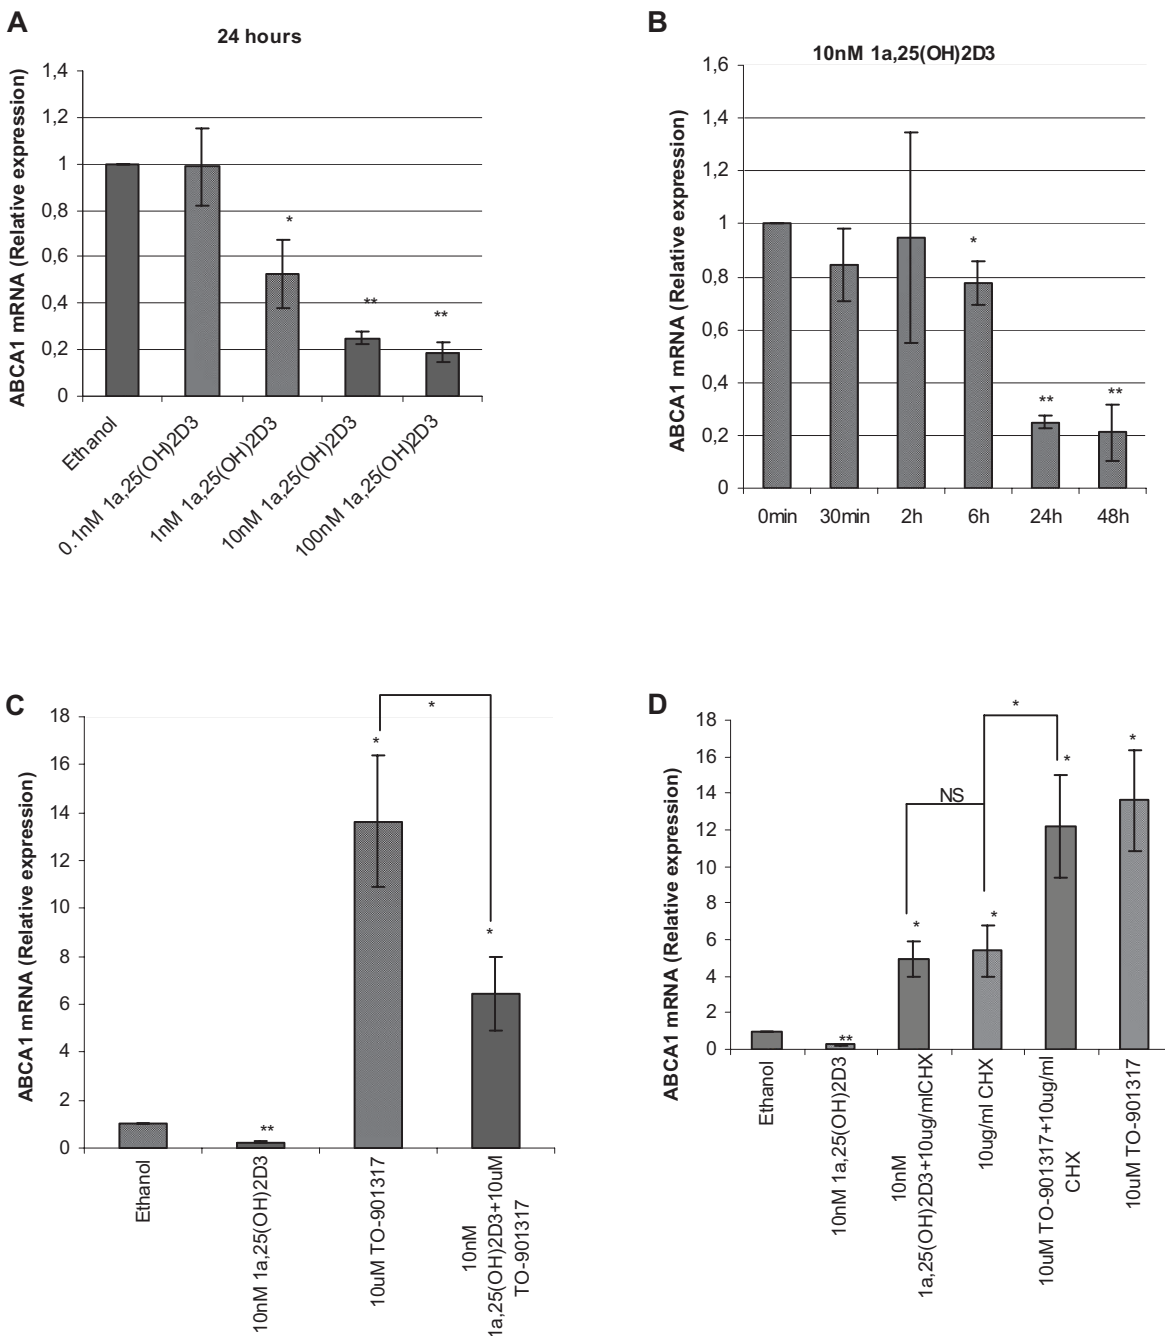 A
24 hours
ABCA1 mRNA (Relative expression)
1,4
1,2
1
0,8
0,6
0,4
0,2
0
*
**
**
Ethanol
0.1nM 1a,25(OH)2D3
1nM 1a,25(OH)2D3
10nM 1a,25(OH)2D3
100nM 1a,25(OH)2D3
B
10nM 1a,25(OH)2D3
ABCA1 mRNA (Relative expression)
1,6
1,4
1,2
1
0,8
0,6
0,4
0,2
0
*
**
**
0min
30min
2h
6h
24h
48h
C
ABCA1 mRNA (Relative expression)
18
16
14
12
10
8
6
4
2
0
*
*
*
**
Ethanol
10nM 1a,25(OH)2D3
10uM TO-901317
10nM
1a,25(OH)2D3+10uM
TO-901317
D
ABCA1 mRNA (Relative expression)
18
16
14
12
10
8
6
4
2
0
*
*
*
NS
*
*
**
Ethanol
10nM 1a,25(OH)2D3
10nM
1a,25(OH)2D3+10ug/mlCHX
10ug/ml CHX
10uM TO-901317+10ug/ml
CHX
10uM TO-901317